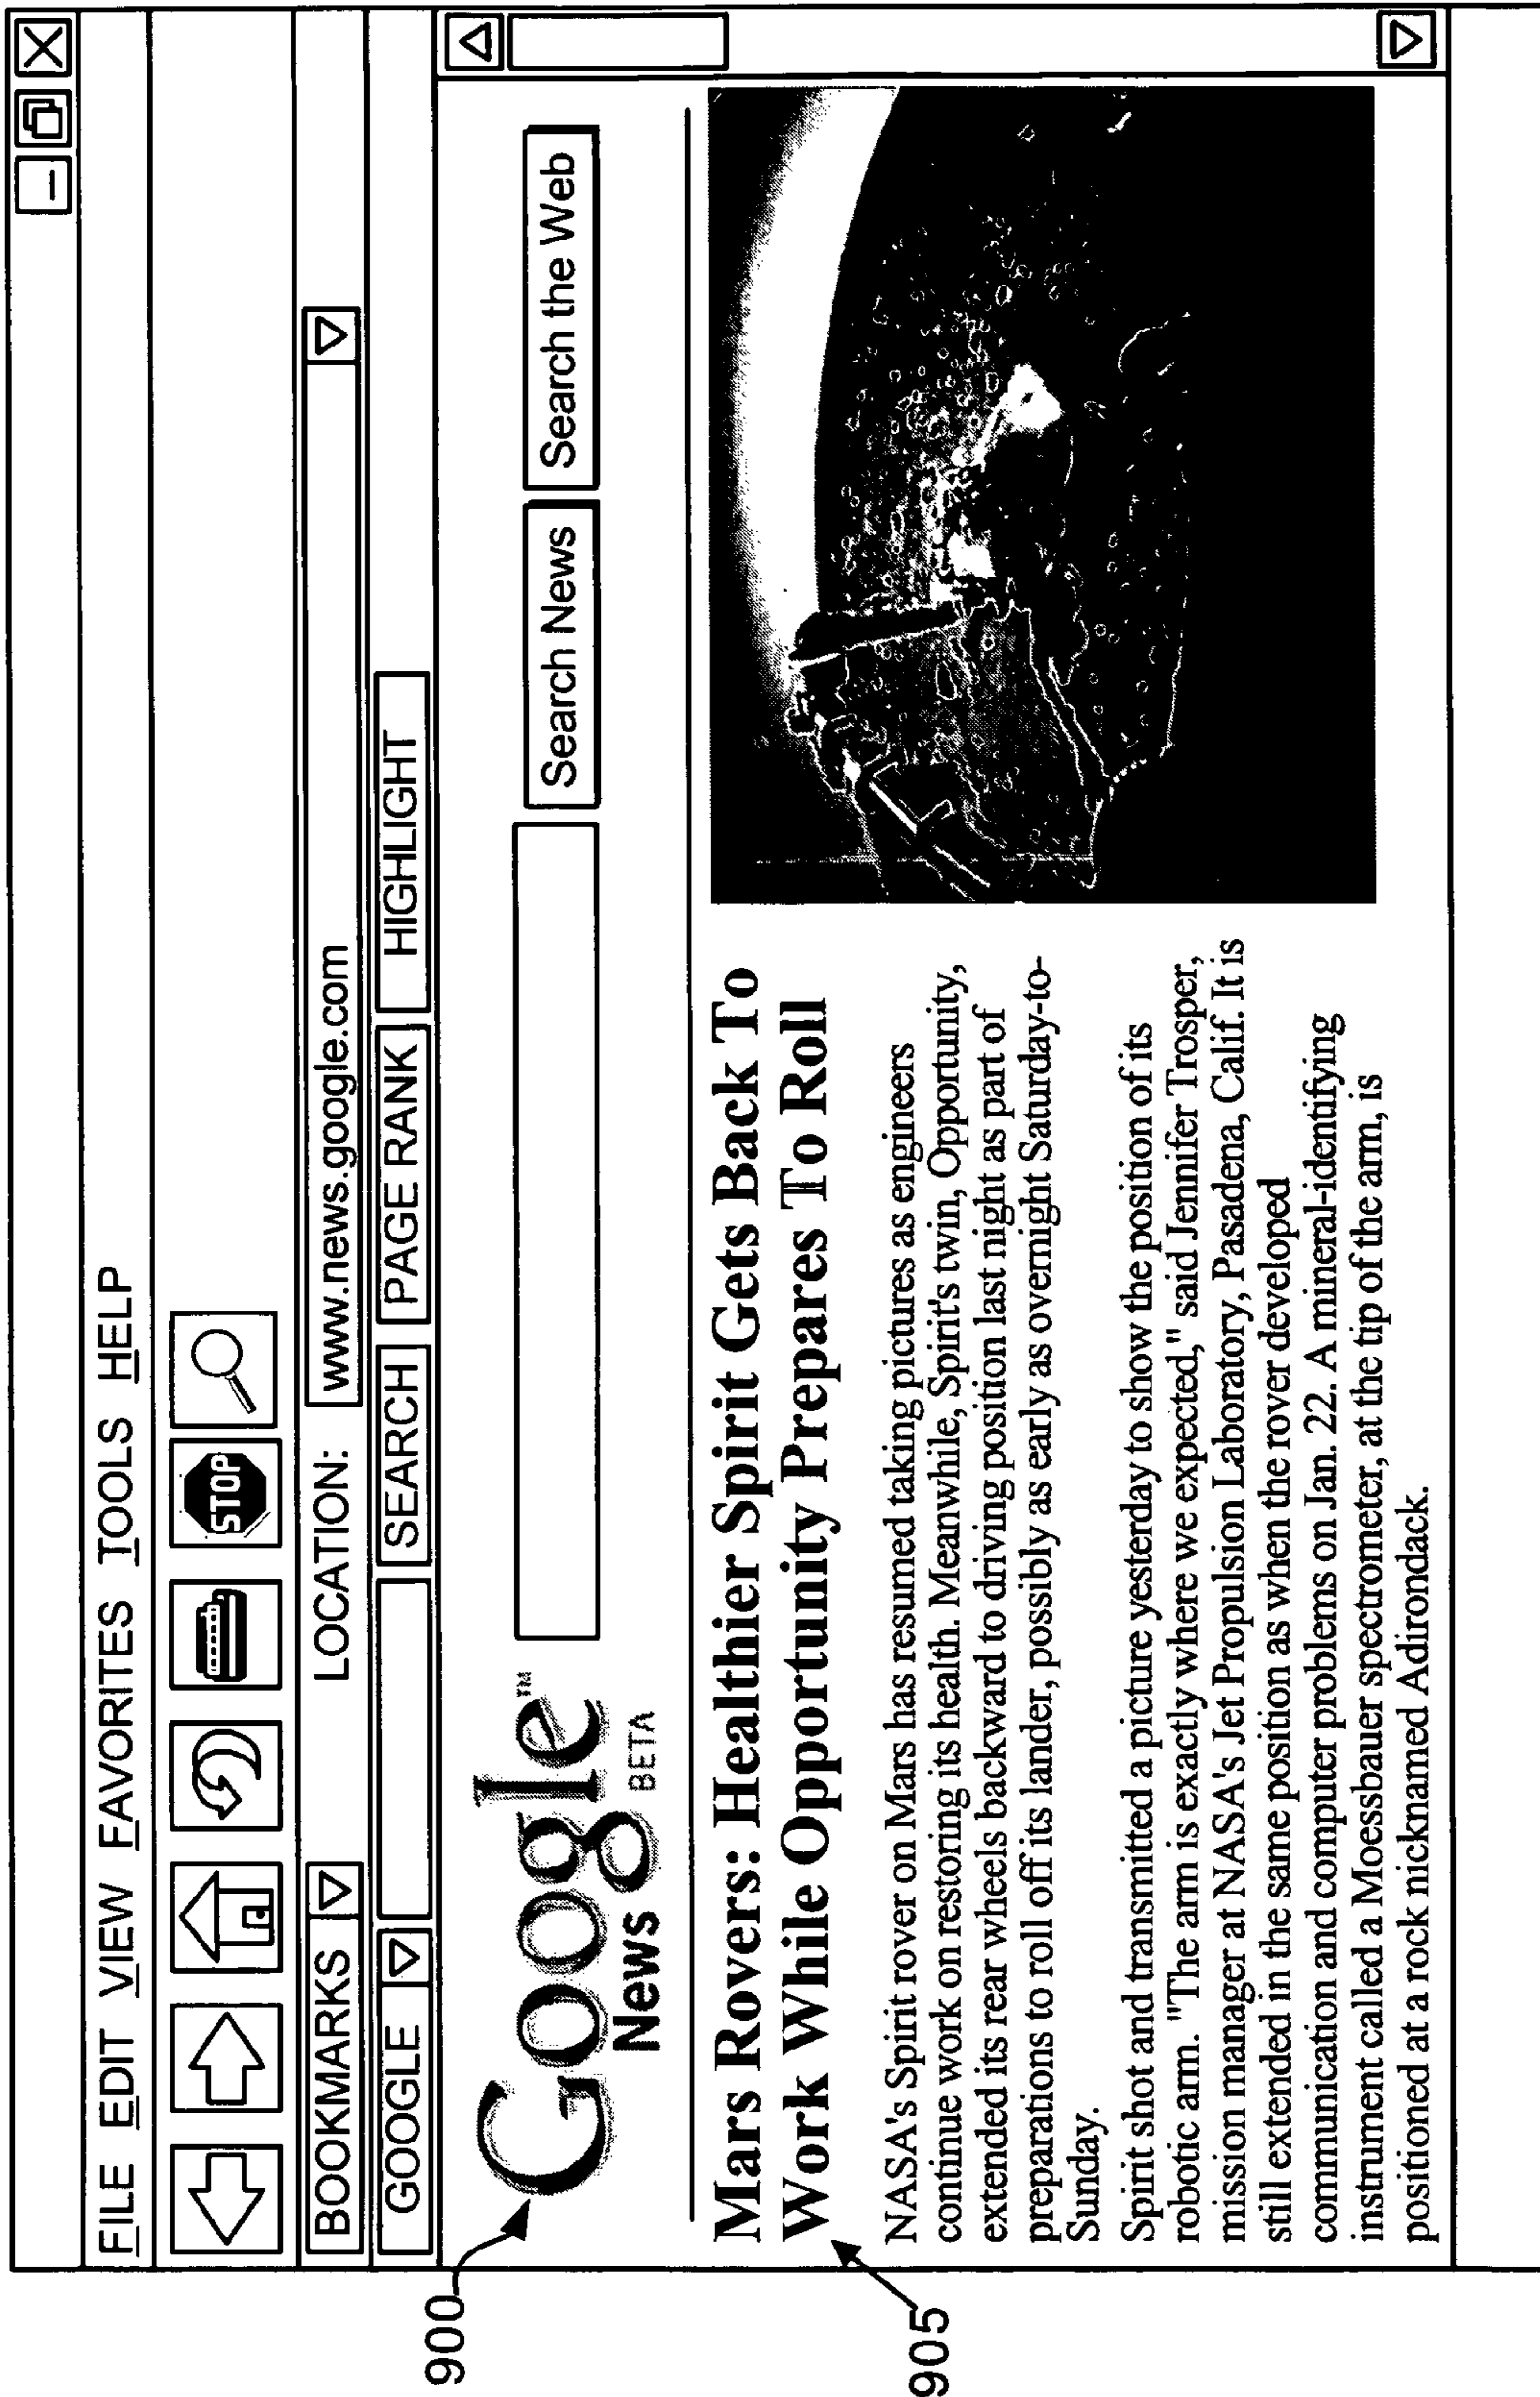 FILE EDIT VIEW FAVORITES TOOLS HELP
STOP
BOOKMARKS LOCATION: www.news.google.com
GOOGLE SEARCH PAGE RANK HIGHLIGHT
900
Google™
News BETA
Search News Search the Web
905
Mars Rovers: Healthier Spirit Gets Back To
Work While Opportunity Prepares To Roll
NASA's Spirit rover on Mars has resumed taking pictures as engineers
continue work on restoring its health. Meanwhile, Spirit's twin, Opportunity,
extended its rear wheels backward to driving position last night as part of
preparations to roll off its lander, possibly as early as overnight Saturday-to-
Sunday.
Spirit shot and transmitted a picture yesterday to show the position of its
robotic arm. "The arm is exactly where we expected," said Jennifer Trosper,
mission manager at NASA's Jet Propulsion Laboratory, Pasadena, Calif. It is
still extended in the same position as when the rover developed
communication and computer problems on Jan. 22. A mineral-identifying
instrument called a Moessbauer spectrometer, at the tip of the arm, is
positioned at a rock nicknamed Adirondack.